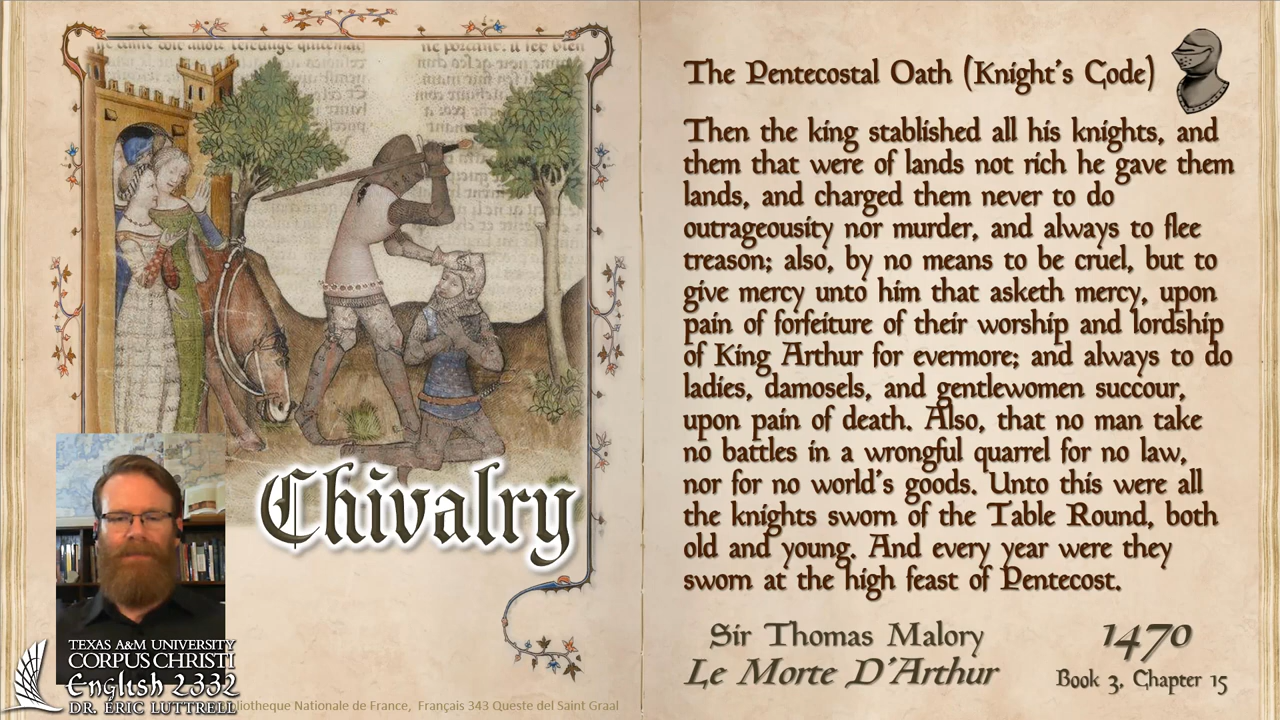 Chivalry
TEXAS A&M UNIVERSITY
CORPUS CHRISTI
English 2332
DR. ERIC LUTTRELL
liotheque Nationale de France, Français 343 Queste del Saint Graal
The Pentecostal Oath (Knight's Code)
Then the king stablished all his knights, and
them that were of lands not rich he gave them
lands, and charged them never to do
outrageousity nor murder, and always to flee
treason; also, by no means to be cruel, but to
give mercy unto him that asketh mercy, upon
pain of forfeiture of their worship and lordship
of King Arthur for evermore; and always to do
ladies, damosels, and gentlewomen succour,
upon pain of death. Also, that no man take
no battles in a wrongful quarrel for no law,
nor for no world's goods. Unto this were all
the knights sworn of the Table Round, both
old and young. And every year were they
sworn at the high feast of Pentecost.
Sir Thomas Malory
Le Morte D'Arthur
1470
Book 3, Chapter 15